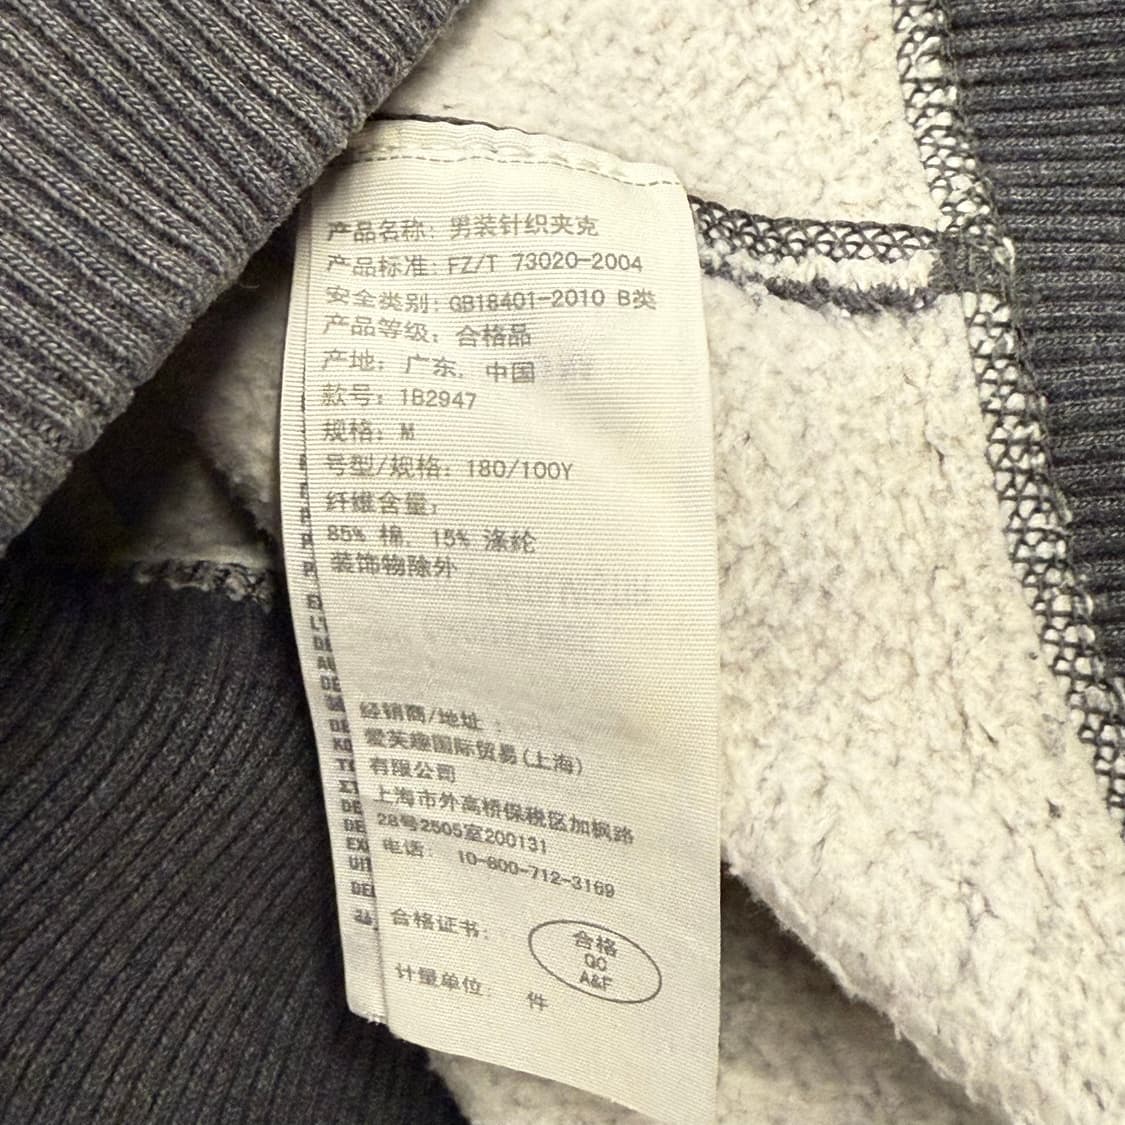 产品名称: 男装针织夹克
产品标准: FZ/T 73020-2004
安全类别: GB18401-2010 B类
产品等级: 合格品
产地: 广东, 中国
款号: 1B2947
规格: M
号型/规格: 180/100Y
纤维含量:
85% 棉, 15% 涤纶
装饰物除外
经销商/地址 :
爱芙趣国际贸易(上海)
有限公司
上海市外高桥保税区加枫路
28号2505室200131
电话: 10-800-712-3169
合格证书:
合格
QC
A&F
计量单位: 件